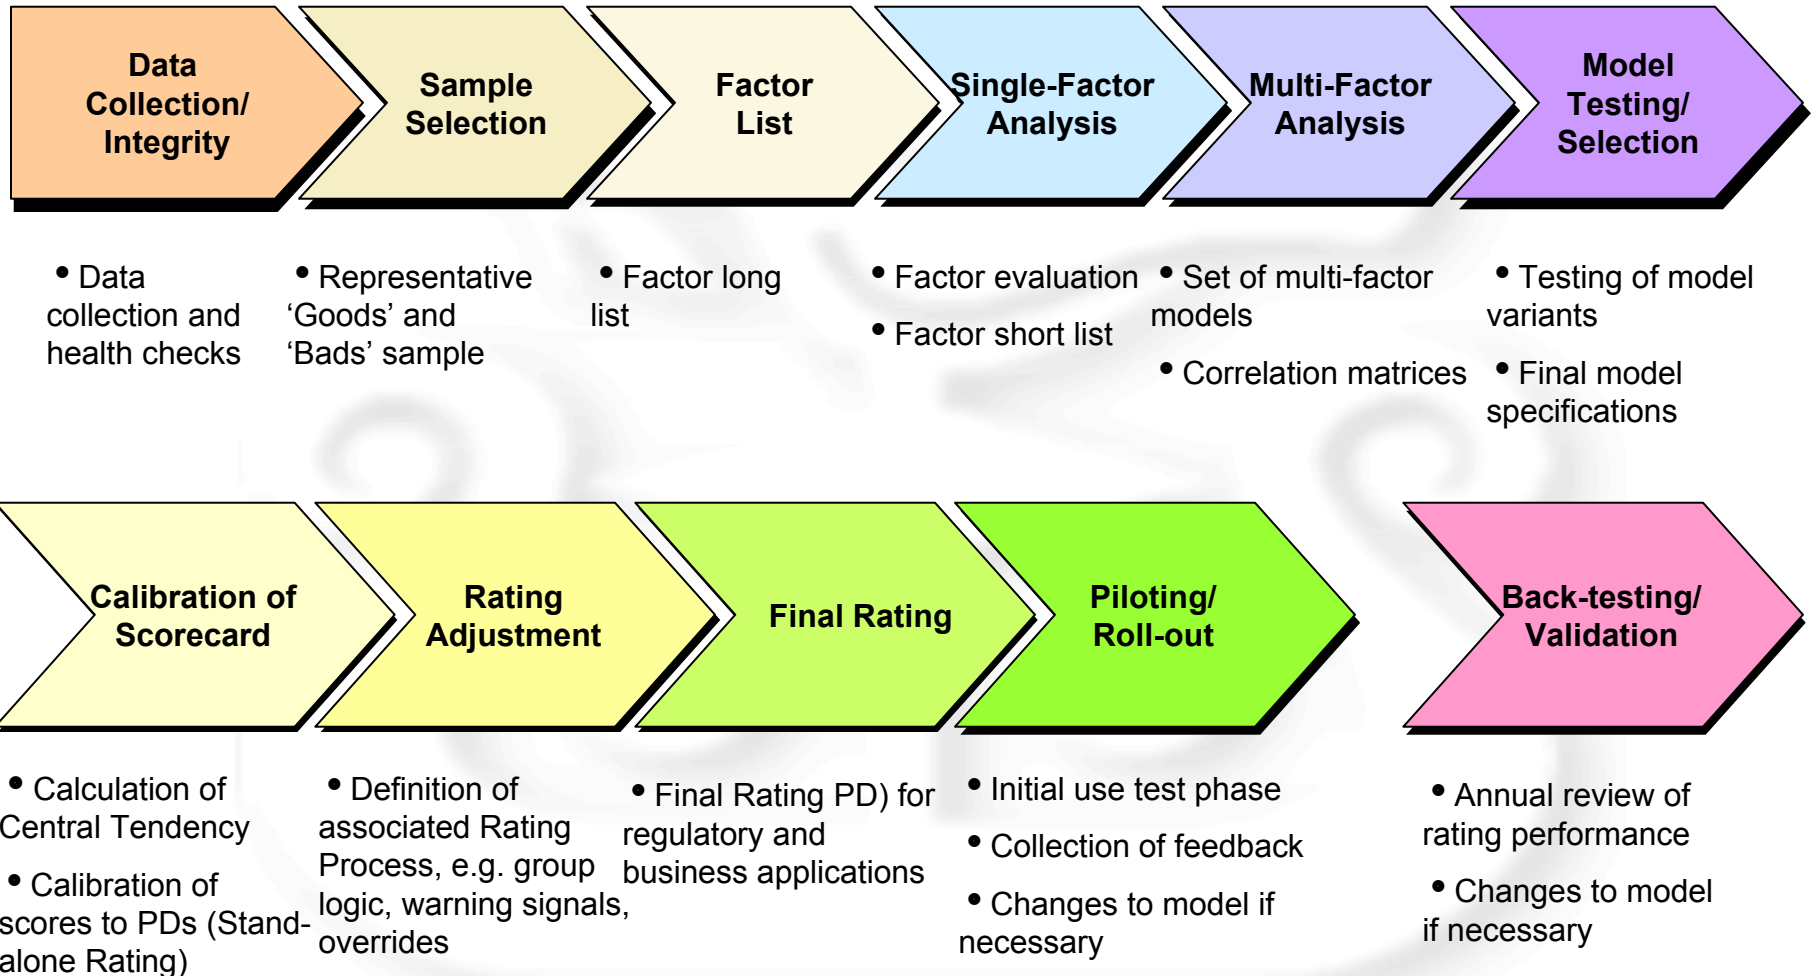 Data
Collection/
Integrity
Sample
Selection
Factor
List
Single-Factor
Analysis
Multi-Factor
Analysis
Model
Testing/
Selection
• Data
collection and
health checks
• Representative
‘Goods’ and
‘Bads’ sample
• Factor long
list
• Factor evaluation
• Factor short list
• Set of multi-factor
models
• Correlation matrices
• Testing of model
variants
• Final model
specifications
Calibration of
Scorecard
Rating
Adjustment
Final Rating
Piloting/
Roll-out
Back-testing/
Validation
• Calculation of
Central Tendency
• Calibration of
scores to PDs (Stand-
alone Rating)
• Definition of
associated Rating
Process, e.g. group
logic, warning signals,
overrides
• Final Rating PD) for
regulatory and
business applications
• Initial use test phase
• Collection of feedback
• Changes to model if
necessary
• Annual review of
rating performance
• Changes to model
if necessary